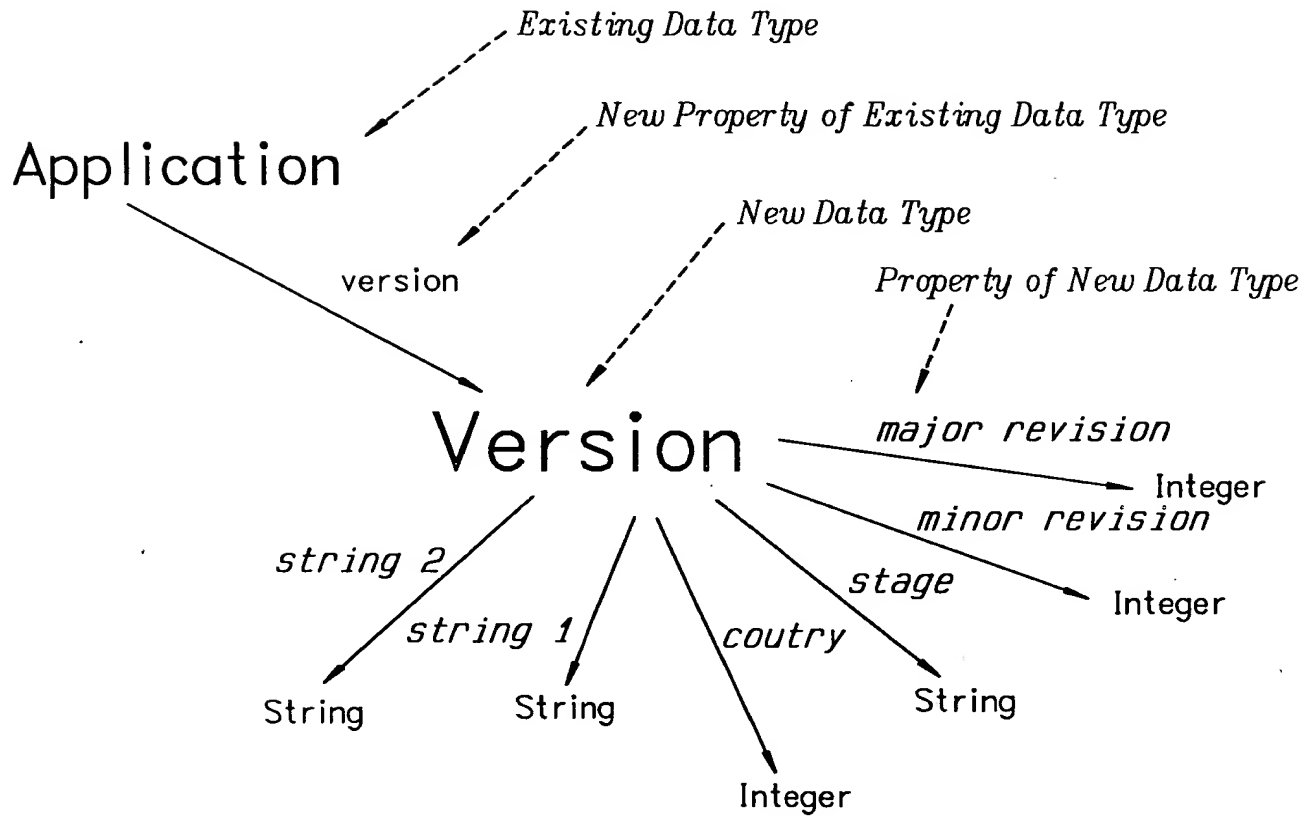 Existing Data Type
New Property of Existing Data Type
Application
New Data Type
version
Property of New Data Type
Version
major revision
Integer
minor revision
string 2
stage
Integer
string 1
coutry
String
String
String
Integer